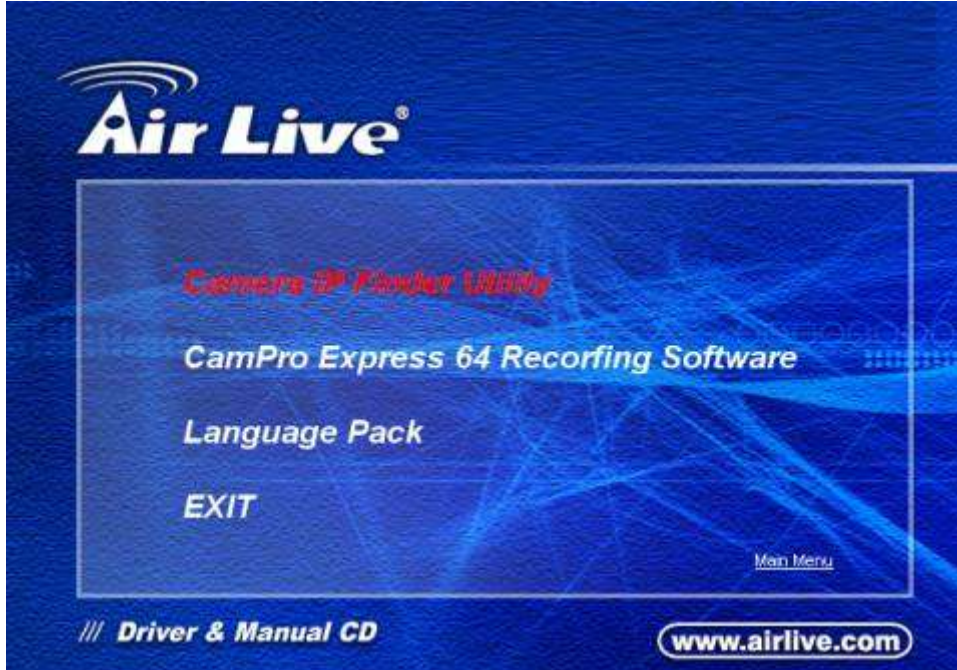 Air Live®
Camera IP Finder Utility
CamPro Express 64 Recorfing Software
Language Pack
EXIT
Main Menu
/// Driver & Manual CD
www.airlive.com